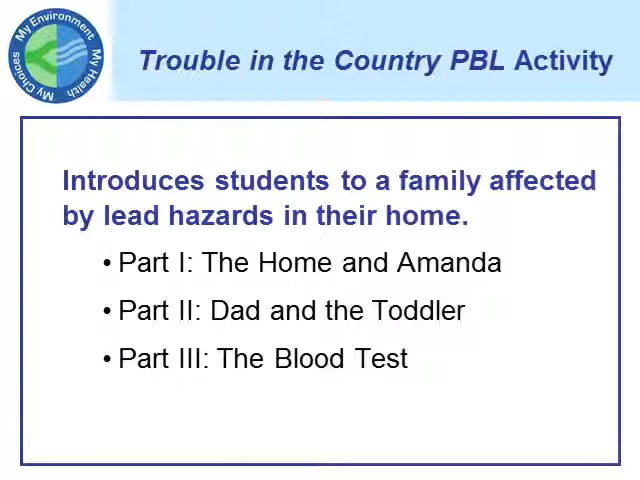 My Environment
My Health
My Choices
Trouble in the Country PBL Activity
Introduces students to a family affected
by lead hazards in their home.
• Part I: The Home and Amanda
• Part II: Dad and the Toddler
• Part III: The Blood Test